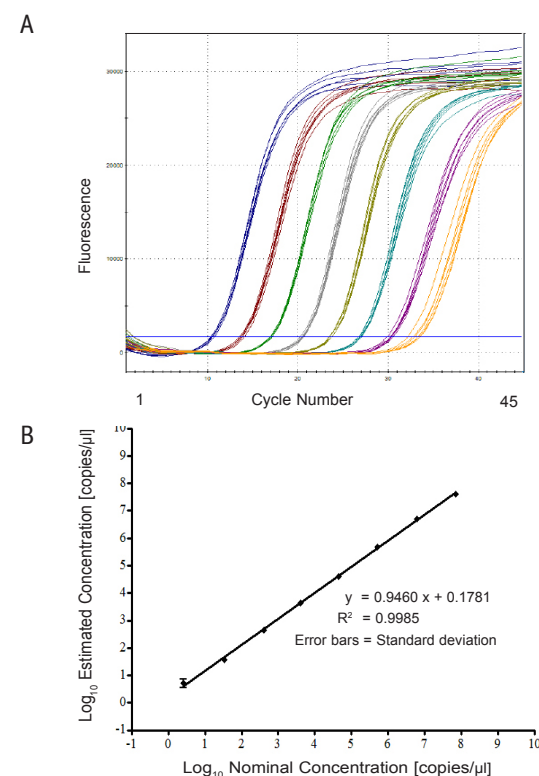 A
30000
20000
10000
0
Fluorescence
10
20
30
1
Cycle Number
45
B
Log10 Estimated Concentration [copies/µl]
10
9
8
7
6
5
4
3
2
1
0
-1
y = 0.9460 x + 0.1781
R2 = 0.9985
Error bars = Standard deviation
-1 0 1 2 3 4 5 6 7 8 9 10
Log10 Nominal Concentration [copies/µl]